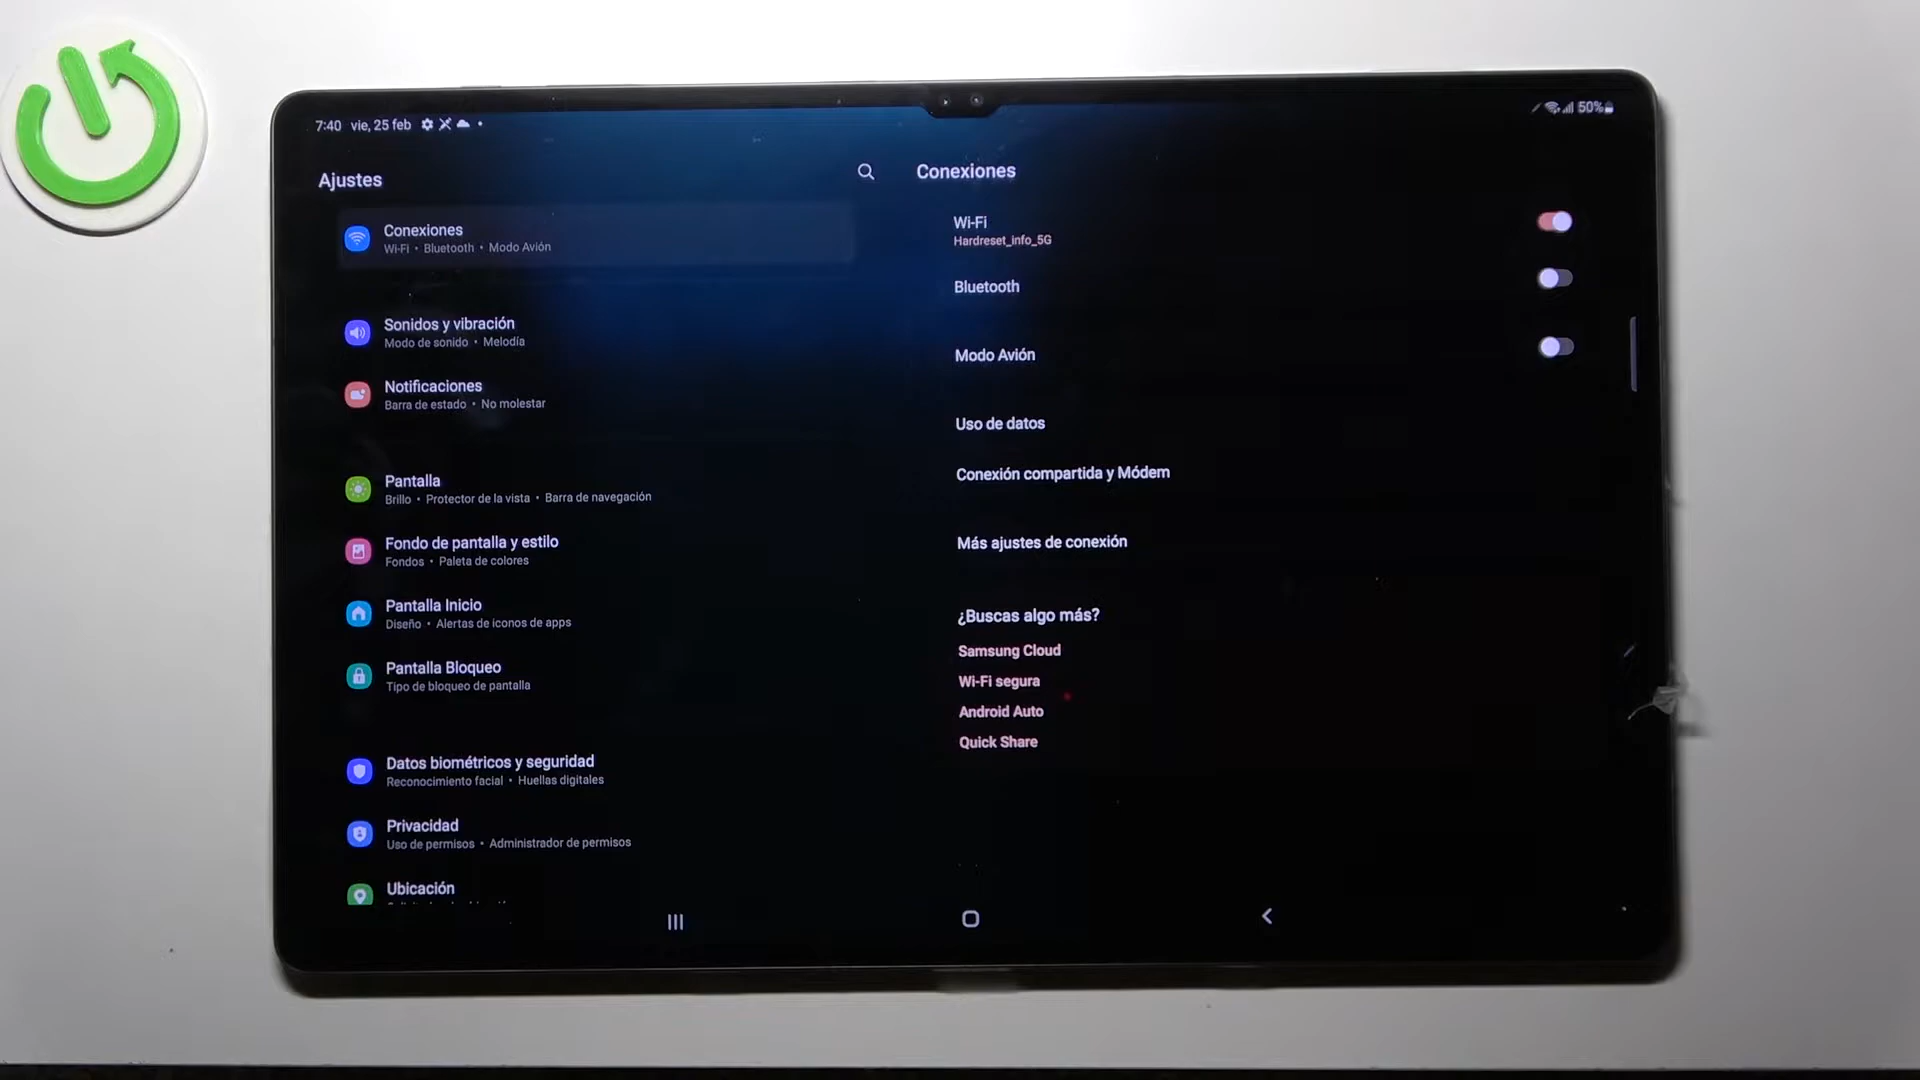 7:40 vie, 25 feb
50%
Ajustes
Conexiones
Wi-Fi • Bluetooth • Modo Avión
Sonidos y vibración
Modo de sonido • Melodía
Notificaciones
Barra de estado • No molestar
Pantalla
Brillo • Protector de la vista • Barra de navegación
Fondo de pantalla y estilo
Fondos • Paleta de colores
Pantalla Inicio
Diseño • Alertas de iconos de apps
Pantalla Bloqueo
Tipo de bloqueo de pantalla
Datos biométricos y seguridad
Reconocimiento facial • Huellas digitales
Privacidad
Uso de permisos • Administrador de permisos
Ubicación
Conexiones
Wi-Fi
Hardreset_info_5G
Bluetooth
Modo Avión
Uso de datos
Conexión compartida y Módem
Más ajustes de conexión
¿Buscas algo más?
Samsung Cloud
Wi-Fi segura
Android Auto
Quick Share